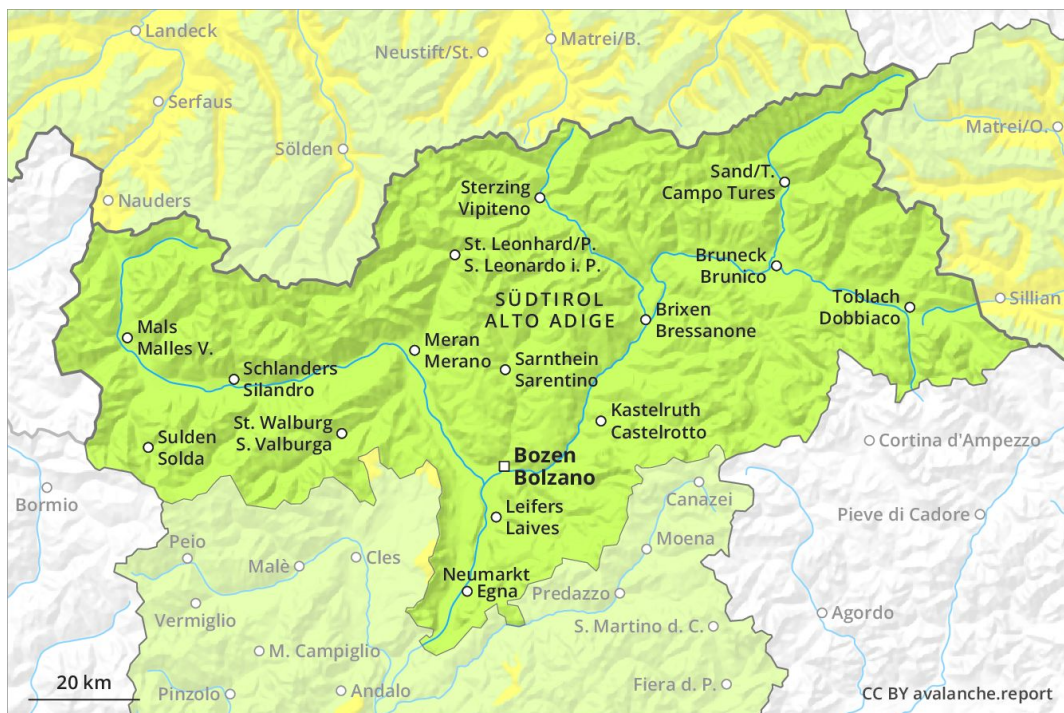 Landeck
Neustift/St.
Matrei/B.
Serfaus
Matrei/O.
Sölden
Sand/T.
Campo Tures
Sterzing
Vipiteno
Nauders
St. Leonhard/P.
S. Leonardo i. P.
Bruneck
Brunico
SÜDTIROL
ALTO ADIGE
Toblach
Dobbiaco
Sillian
Brixen
Bressanone
Mals
Malles V.
Meran
Merano
Sarnthein
Sarentino
Schlanders
Silandro
Kastelruth
Castelrotto
St. Walburg
S. Valburga
Sulden
Solda
Cortina d'Ampezzo
Bozen
Bolzano
Bormio
Canazei
Leifers
Laives
Pieve di Cadore
Peio
Moena
Cles
Malè
Neumarkt
Egna
Predazzo
Vermiglio
Agordo
S. Martino d. C.
M. Campiglio
20 km
Pinzolo
Andalo
Fiera d. P.
CC BY avalanche.report